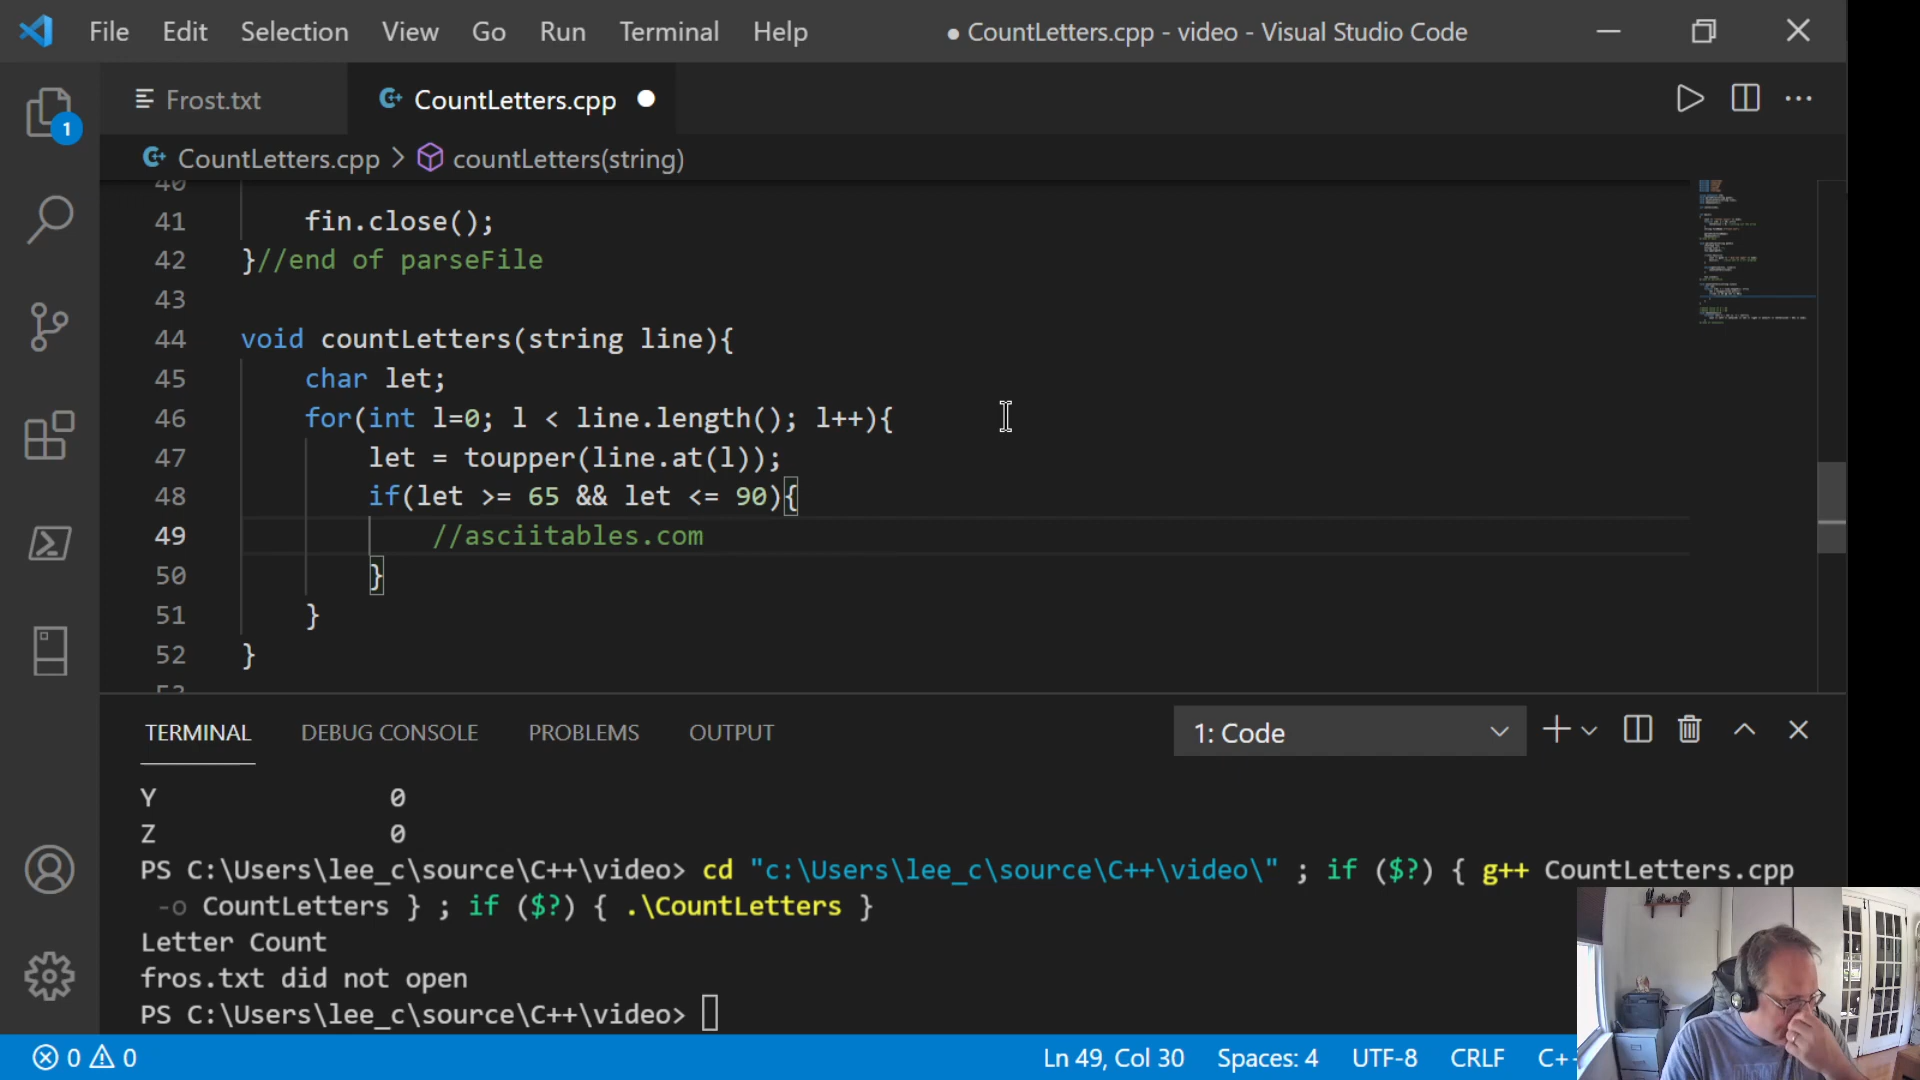 File Edit Selection View Go Run Terminal Help ● CountLetters.cpp - video - Visual Studio Code
Frost.txt CountLetters.cpp
1
CountLetters.cpp > countLetters(string)
40
41 fin.close();
42 }//end of parseFile
43
44 void countLetters(string line){
45 char let;
46 for(int l=0; l < line.length(); l++){
47 let = toupper(line.at(l));
48 if(let >= 65 && let <= 90){
49 //asciitables.com
50 }
51 }
52 }
53
TERMINAL DEBUG CONSOLE PROBLEMS OUTPUT 1: Code
Y 0
Z 0
PS C:\Users\lee_c\source\C++\video> cd "c:\Users\lee_c\source\C++\video\" ; if ($?) { g++ CountLetters.cpp
-o CountLetters } ; if ($?) { .\CountLetters }
Letter Count
fros.txt did not open
PS C:\Users\lee_c\source\C++\video>
0 0 Ln 49, Col 30 Spaces: 4 UTF-8 CRLF C++